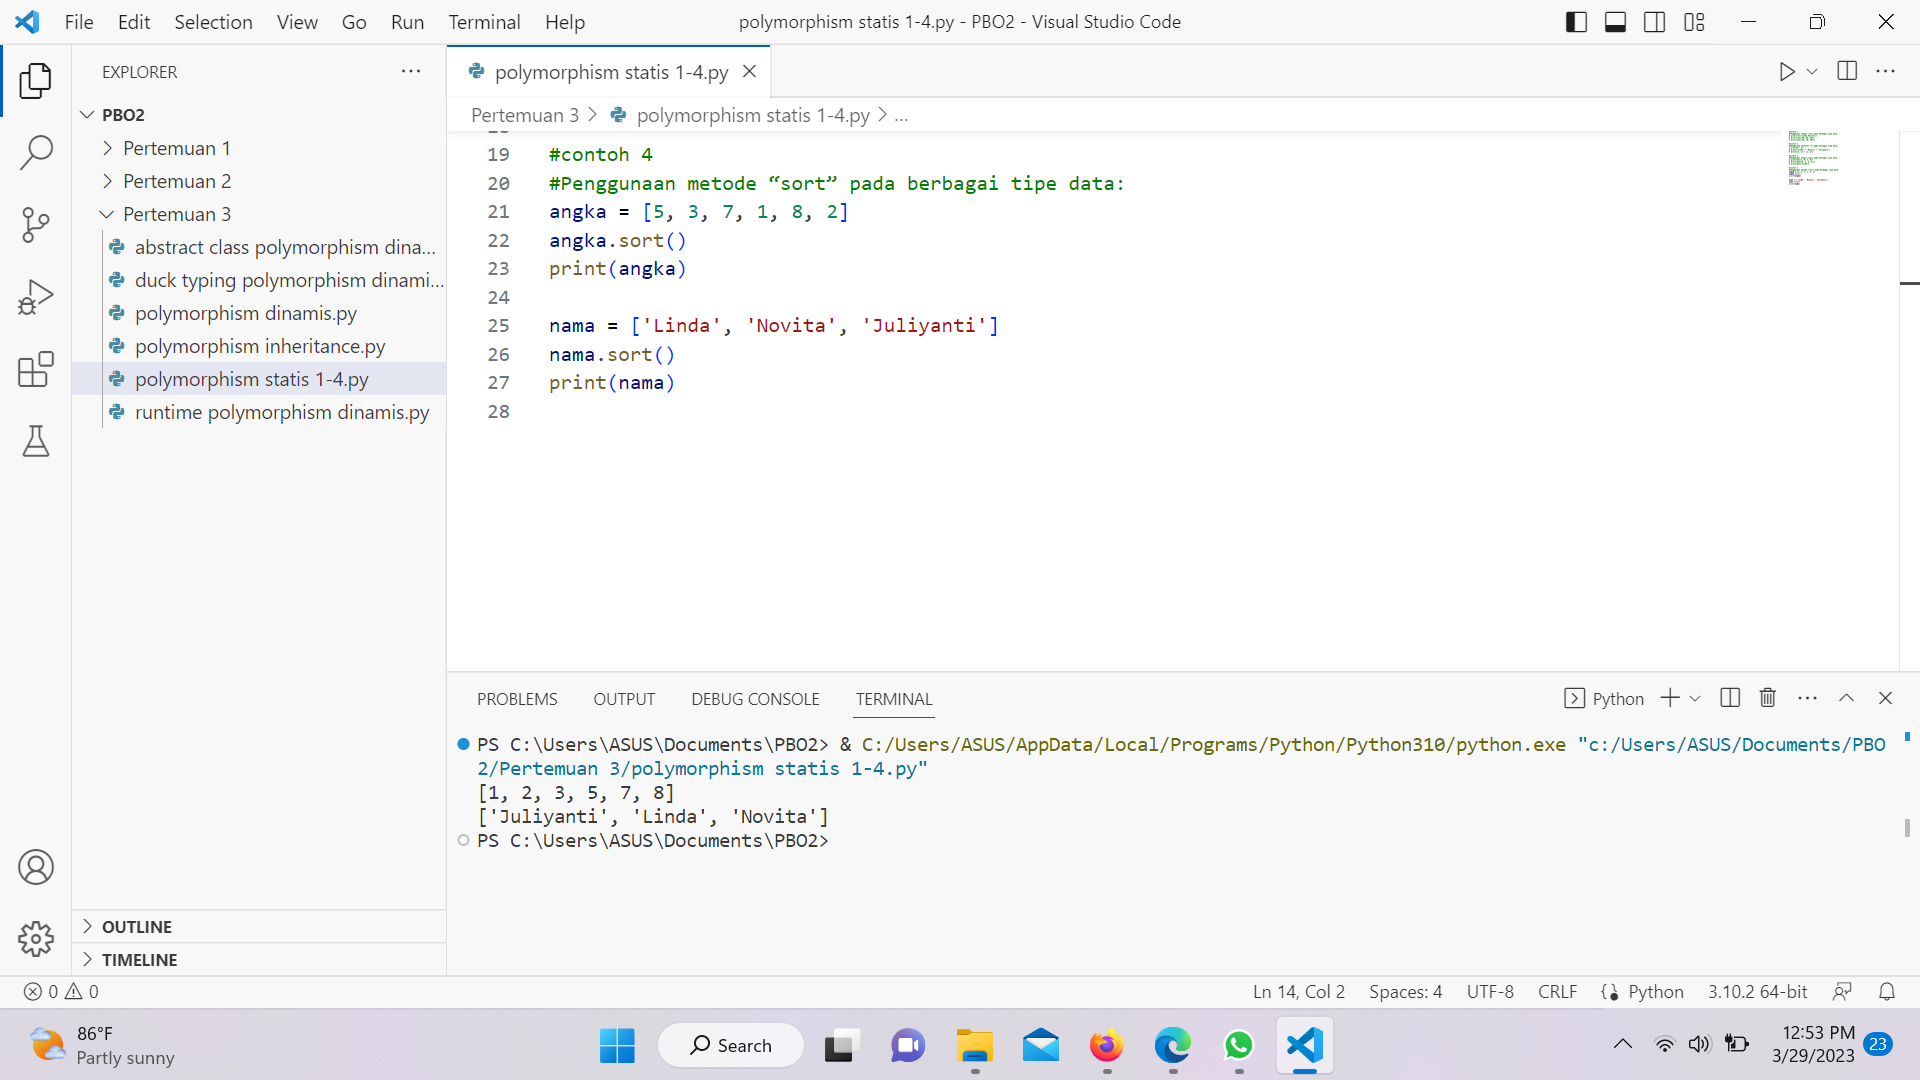 File Edit Selection View Go Run Terminal Help
polymorphism statis 1-4.py - PBO2 - Visual Studio Code
EXPLORER
PBO2
Pertemuan 1
Pertemuan 2
Pertemuan 3
abstract class polymorphism dina...
duck typing polymorphism dinami...
polymorphism dinamis.py
polymorphism inheritance.py
polymorphism statis 1-4.py
runtime polymorphism dinamis.py
OUTLINE
TIMELINE
polymorphism statis 1-4.py
Pertemuan 3 > polymorphism statis 1-4.py > ...
19 #contoh 4
20 #Penggunaan metode “sort” pada berbagai tipe data:
21 angka = [5, 3, 7, 1, 8, 2]
22 angka.sort()
23 print(angka)
24
25 nama = ['Linda', 'Novita', 'Juliyanti']
26 nama.sort()
27 print(nama)
28
PROBLEMS OUTPUT DEBUG CONSOLE TERMINAL
Python
PS C:\Users\ASUS\Documents\PBO2> & C:/Users/ASUS/AppData/Local/Programs/Python/Python310/python.exe "c:/Users/ASUS/Documents/PBO
2/Pertemuan 3/polymorphism statis 1-4.py"
[1, 2, 3, 5, 7, 8]
['Juliyanti', 'Linda', 'Novita']
PS C:\Users\ASUS\Documents\PBO2>
0 0
Ln 14, Col 2 Spaces: 4 UTF-8 CRLF Python 3.10.2 64-bit
86°F
Partly sunny
Search
12:53 PM
3/29/2023
23